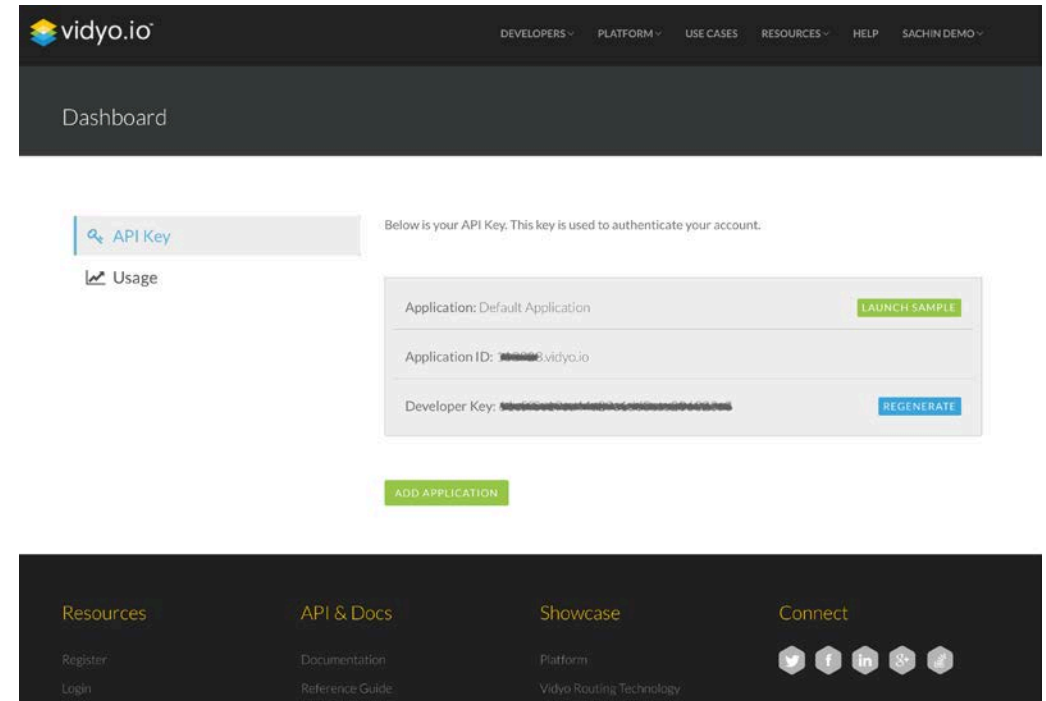 vidyo.io
DEVELOPERS PLATFORM USE CASES RESOURCES HELP SACHIN DEMO
Dashboard
API Key
Usage
Below is your API Key. This key is used to authenticate your account.
Application: Default Application LAUNCH SAMPLE
Application ID: .vidyo.io
Developer Key: REGENERATE
ADD APPLICATION
Resources API & Docs Showcase Connect
Register Documentation Platform
Login Reference Guide Vidyo Routing Technology